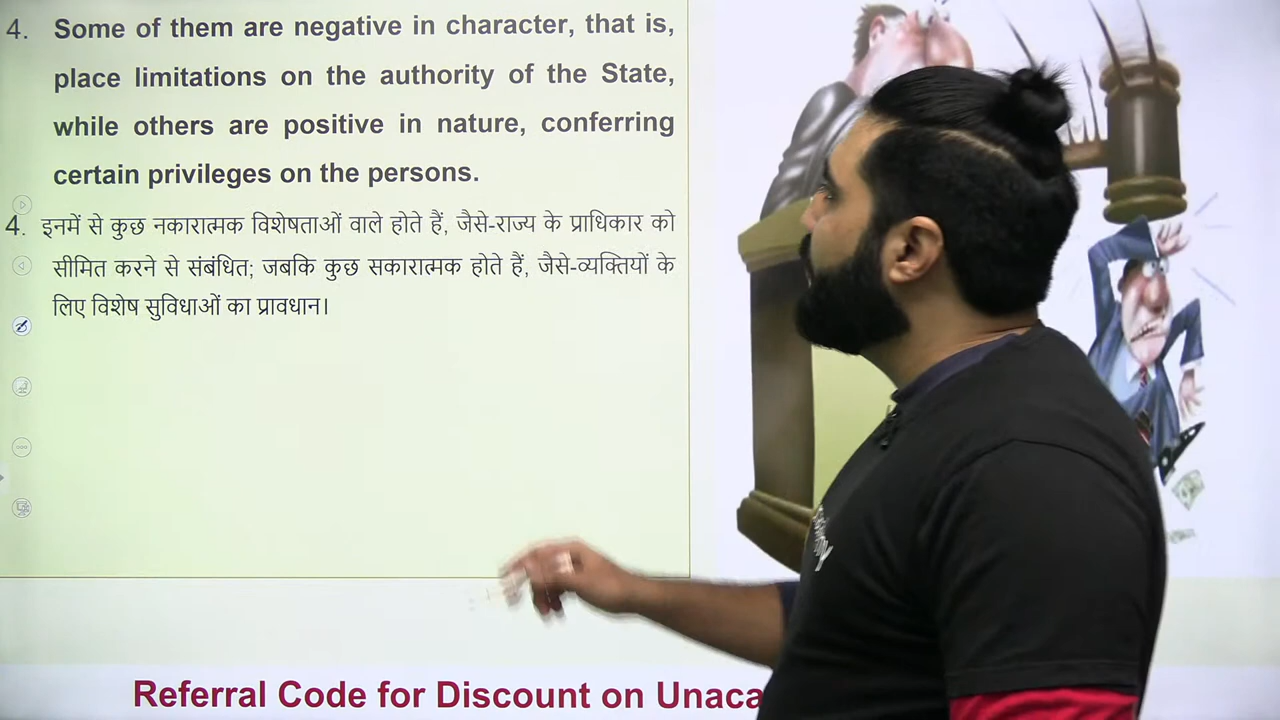 4. Some of them are negative in character, that is,
place limitations on the authority of the State,
while others are positive in nature, conferring
certain privileges on the persons.
4. इनमें से कुछ नकारात्मक विशेषताओं वाले होते हैं, जैसे-राज्य के प्राधिकार को
सीमित करने से संबंधित; जबकि कुछ सकारात्मक होते हैं, जैसे-व्यक्तियों के
लिए विशेष सुविधाओं का प्रावधान।
Referral Code for Discount on Unaca